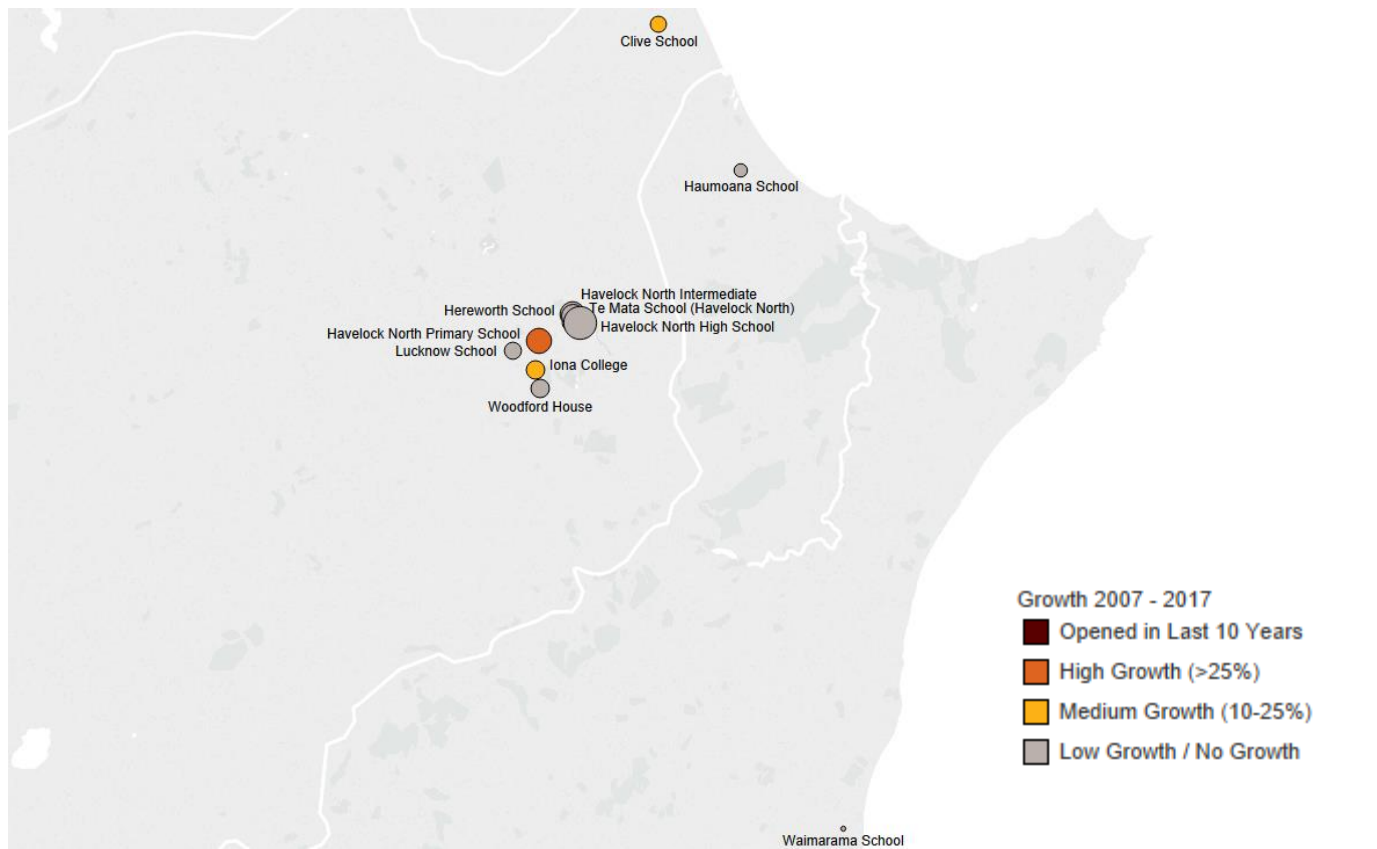 Clive School
Haumoana School
Havelock North Intermediate
Hereworth School
Te Mata School (Havelock North)
Havelock North High School
Havelock North Primary School
Lucknow School
Iona College
Woodford House
Growth 2007 - 2017
Opened in Last 10 Years
High Growth (>25%)
Medium Growth (10-25%)
Low Growth / No Growth
Waimarama School